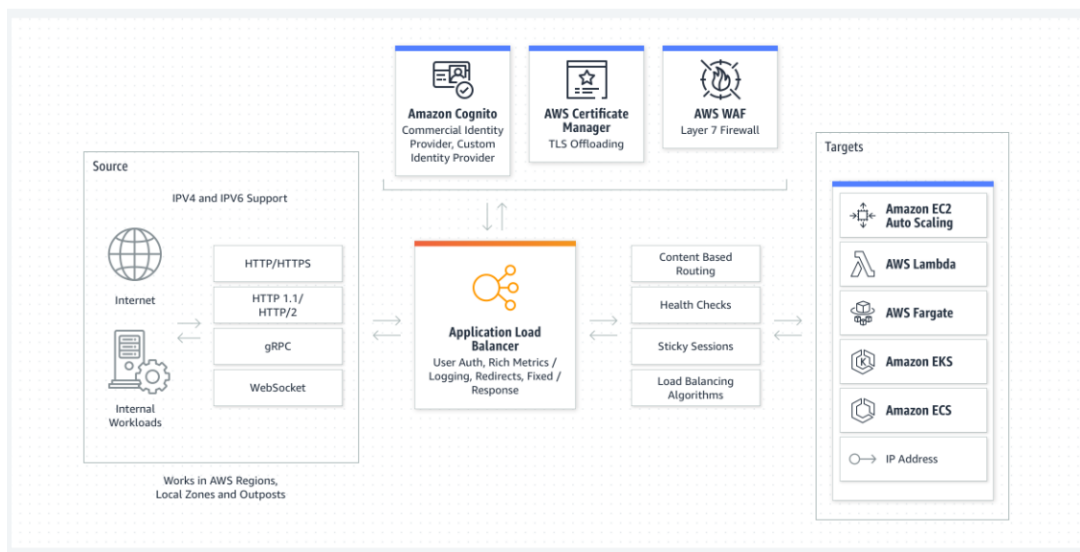 Amazon Cognito
Commercial Identity
Provider, Custom
Identity Provider
AWS Certificate
Manager
TLS Offloading
AWS WAF
Layer 7 Firewall
Source
IPV4 and IPV6 Support
Internet
Internal
Workloads
HTTP/HTTPS
HTTP 1.1/
HTTP/2
gRPC
WebSocket
Works in AWS Regions,
Local Zones and Outposts
Application Load
Balancer
User Auth, Rich Metrics /
Logging, Redirects, Fixed /
Response
Content Based
Routing
Health Checks
Sticky Sessions
Load Balancing
Algorithms
Targets
Amazon EC2
Auto Scaling
AWS Lambda
AWS Fargate
Amazon EKS
Amazon ECS
IP Address